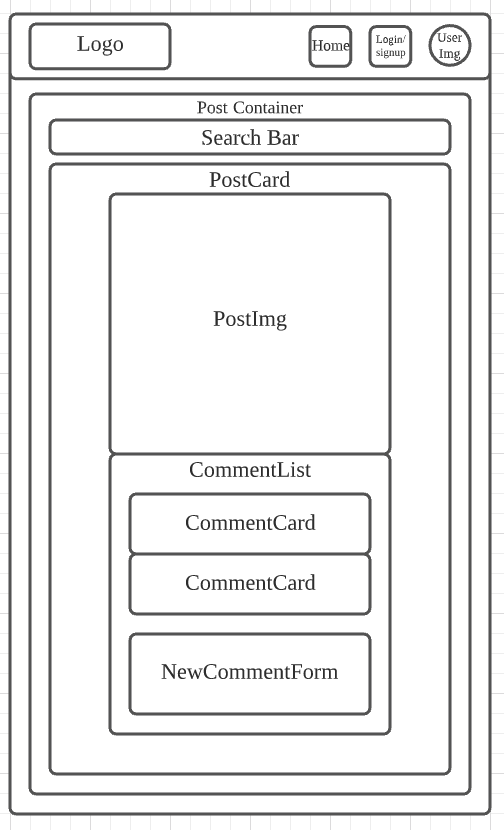 Logo
Home
Login/
signup
User
Img
Post Container
Search Bar
PostCard
PostImg
CommentList
CommentCard
CommentCard
NewCommentForm